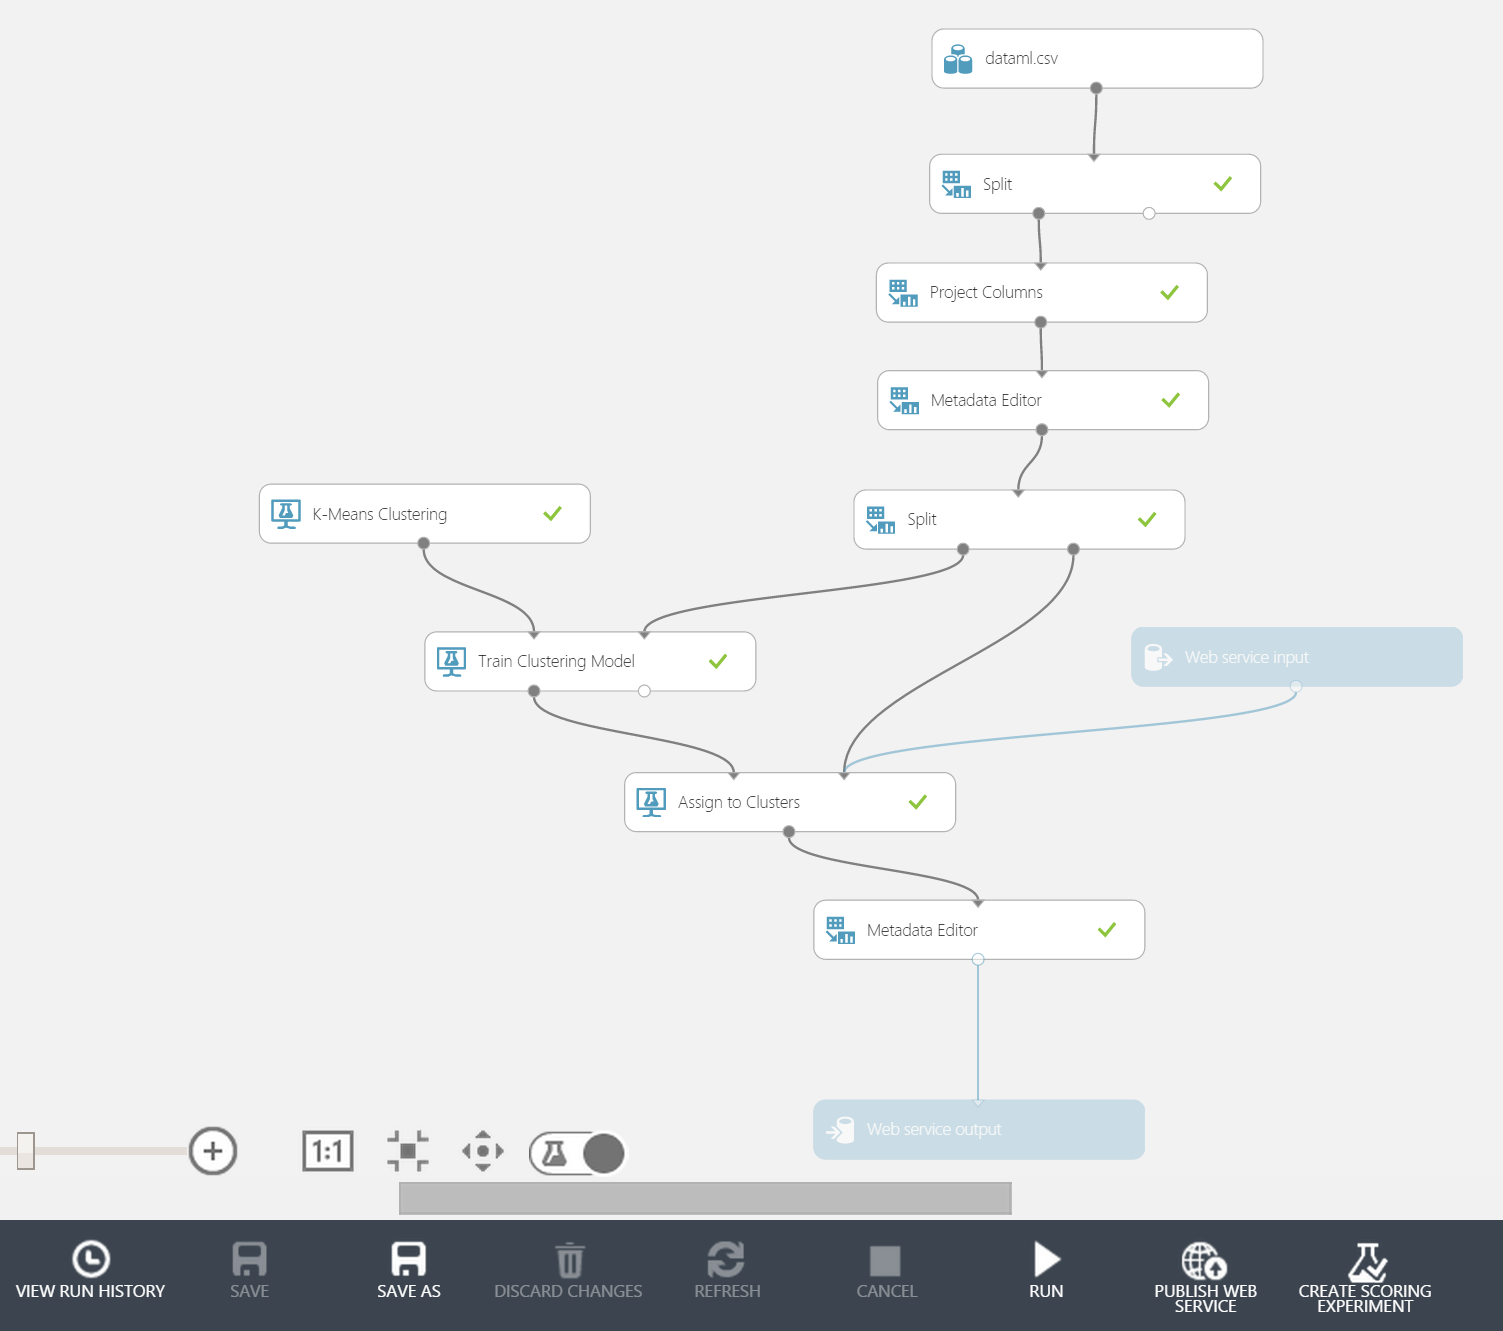 dataml.csv
Split
Project Columns
Metadata Editor
K-Means Clustering
Split
Train Clustering Model
Web service input
Assign to Clusters
Metadata Editor
Web service output
1:1
VIEW RUN HISTORY
SAVE
SAVE AS
DISCARD CHANGES
REFRESH
CANCEL
RUN
PUBLISH WEB
SERVICE
CREATE SCORING
EXPERIMENT